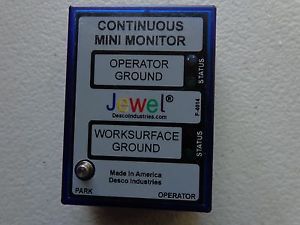 CONTINUOUS
MINI MONITOR
OPERATOR
GROUND
STATUS
Jewel®
DescoIndustries.com
F-4014
WORKSURFACE
GROUND
STATUS
Made in America
Desco Industries
PARK
OPERATOR